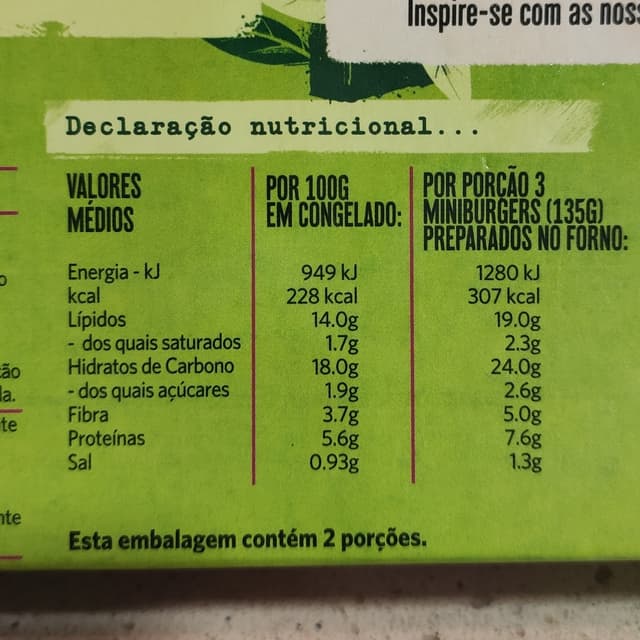 Inspire-se com as noss
Declaração nutricional...
VALORES MÉDIOS
POR 100G EM CONGELADO:
POR PORCÃO 3 MINIBURGERS (135G) PREPARADOS NO FORNO:
Energia - kJ 949 kJ 1280 kJ
kcal 228 kcal 307 kcal
Lípidos 14.0g 19.0g
- dos quais saturados 1.7g 2.3g
Hidratos de Carbono 18.0g 24.0g
- dos quais açúcares 1.9g 2.6g
Fibra 3.7g 5.0g
Proteínas 5.6g 7.6g
Sal 0.93g 1.3g
Esta embalagem contém 2 porções.